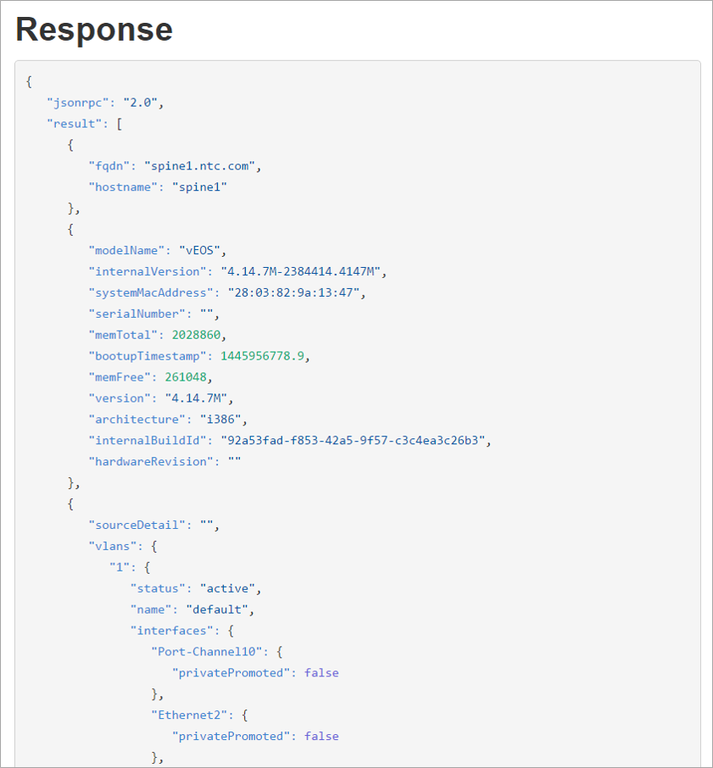 Response
{
"jsonrpc": "2.0",
"result": [
{
"fqdn": "spine1.ntc.com",
"hostname": "spine1"
},
{
"modelName": "vEOS",
"internalVersion": "4.14.7M-2384414.4147M",
"systemMacAddress": "28:03:82:9a:13:47",
"serialNumber": "",
"memTotal": 2028860,
"bootupTimestamp": 1445956778.9,
"memFree": 261048,
"version": "4.14.7M",
"architecture": "i386",
"internalBuildId": "92a53fad-f853-42a5-9f57-c3c4ea3c26b3",
"hardwareRevision": ""
},
{
"sourceDetail": "",
"vlans": {
"1": {
"status": "active",
"name": "default",
"interfaces": {
"Port-Channel10": {
"privatePromoted": false
},
"Ethernet2": {
"privatePromoted": false
},